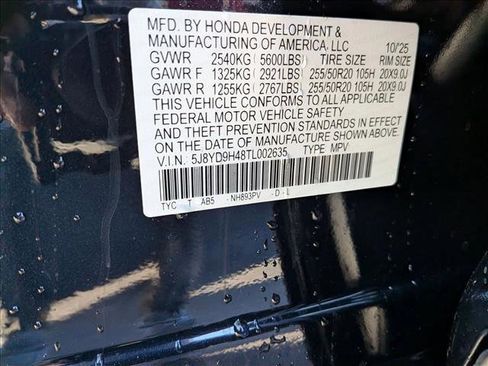 MFD. BY HONDA DEVELOPMENT &
MANUFACTURING OF AMERICA, LLC 10/25
GVWR 2540KG 5600LBS TIRE SIZE RIM SIZE
GAWR F 1325KG 2921LBS 255/50R20 105H 20X9.0J
GAWR R 1255KG 2767LBS 255/50R20 105H 20X9.0J
THIS VEHICLE CONFORMS TO ALL APPLICABLE
FEDERAL MOTOR VEHICLE SAFETY
AND THEFT PREVENTION STANDARDS IN EFFECT
ON THE DATE OF MANUFACTURE SHOWN ABOVE.
V.I.N. 5J8YD9H48TL002635 TYPE MPV
TYC T AB5 -NH893PV -D-L